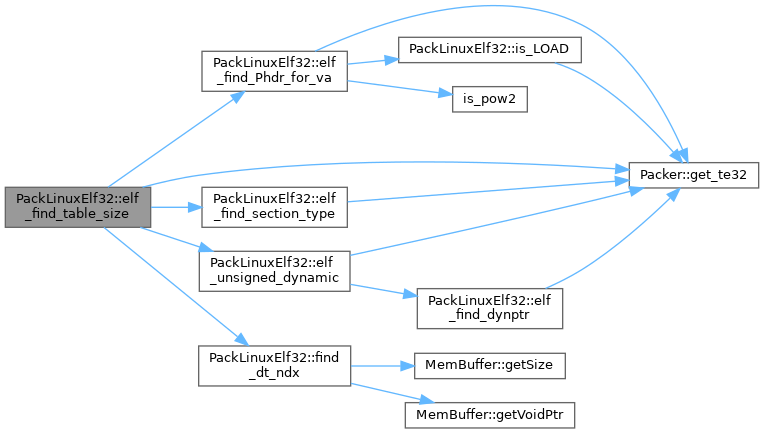 PackLinuxElf32::elf
_find_table_size
PackLinuxElf32::elf
_find_Phdr_for_va
PackLinuxElf32::is_LOAD
is_pow2
Packer::get_te32
PackLinuxElf32::elf
_find_section_type
PackLinuxElf32::elf
_unsigned_dynamic
PackLinuxElf32::elf
_find_dynptr
PackLinuxElf32::find
_dt_ndx
MemBuffer::getSize
MemBuffer::getVoidPtr